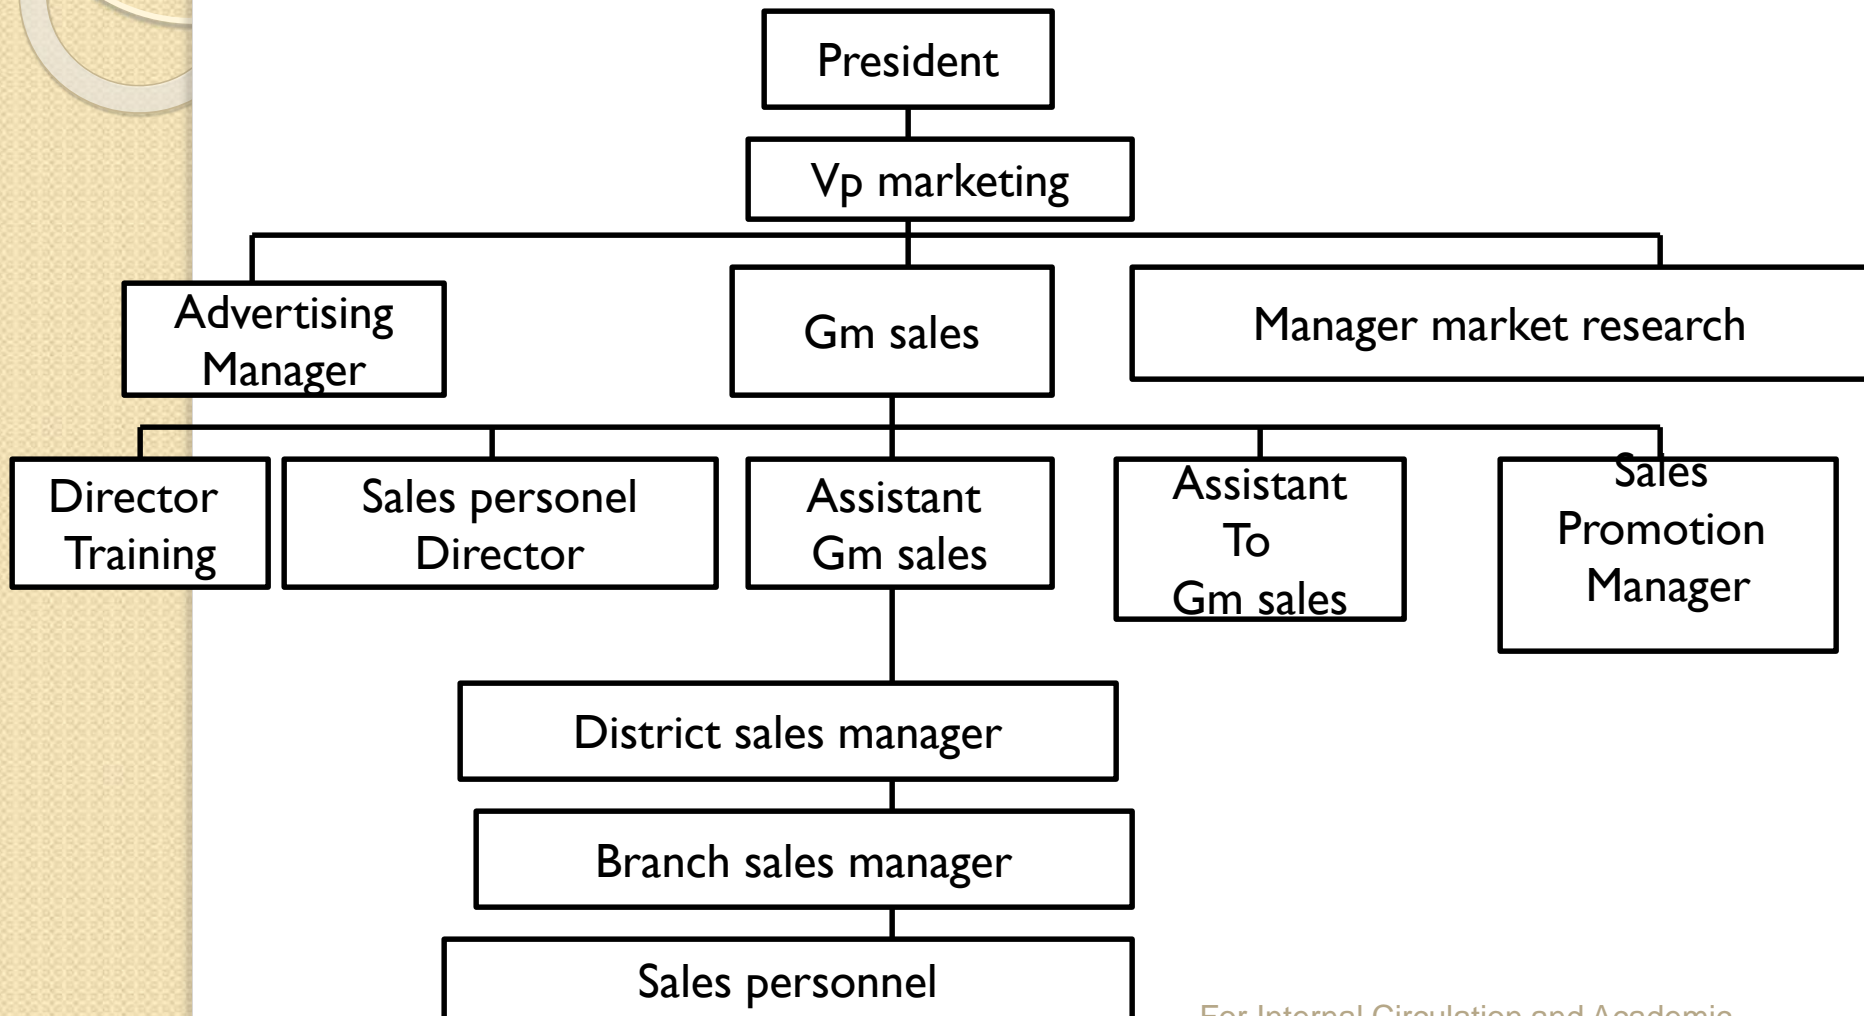 President
Vp marketing
Advertising
Manager
Gm sales
Manager market research
Director
Training
Sales personel
Director
Assistant
Gm sales
Assistant
To
Gm sales
Sales
Promotion
Manager
District sales manager
Branch sales manager
Sales personnel
For Internal Circulation and Academic